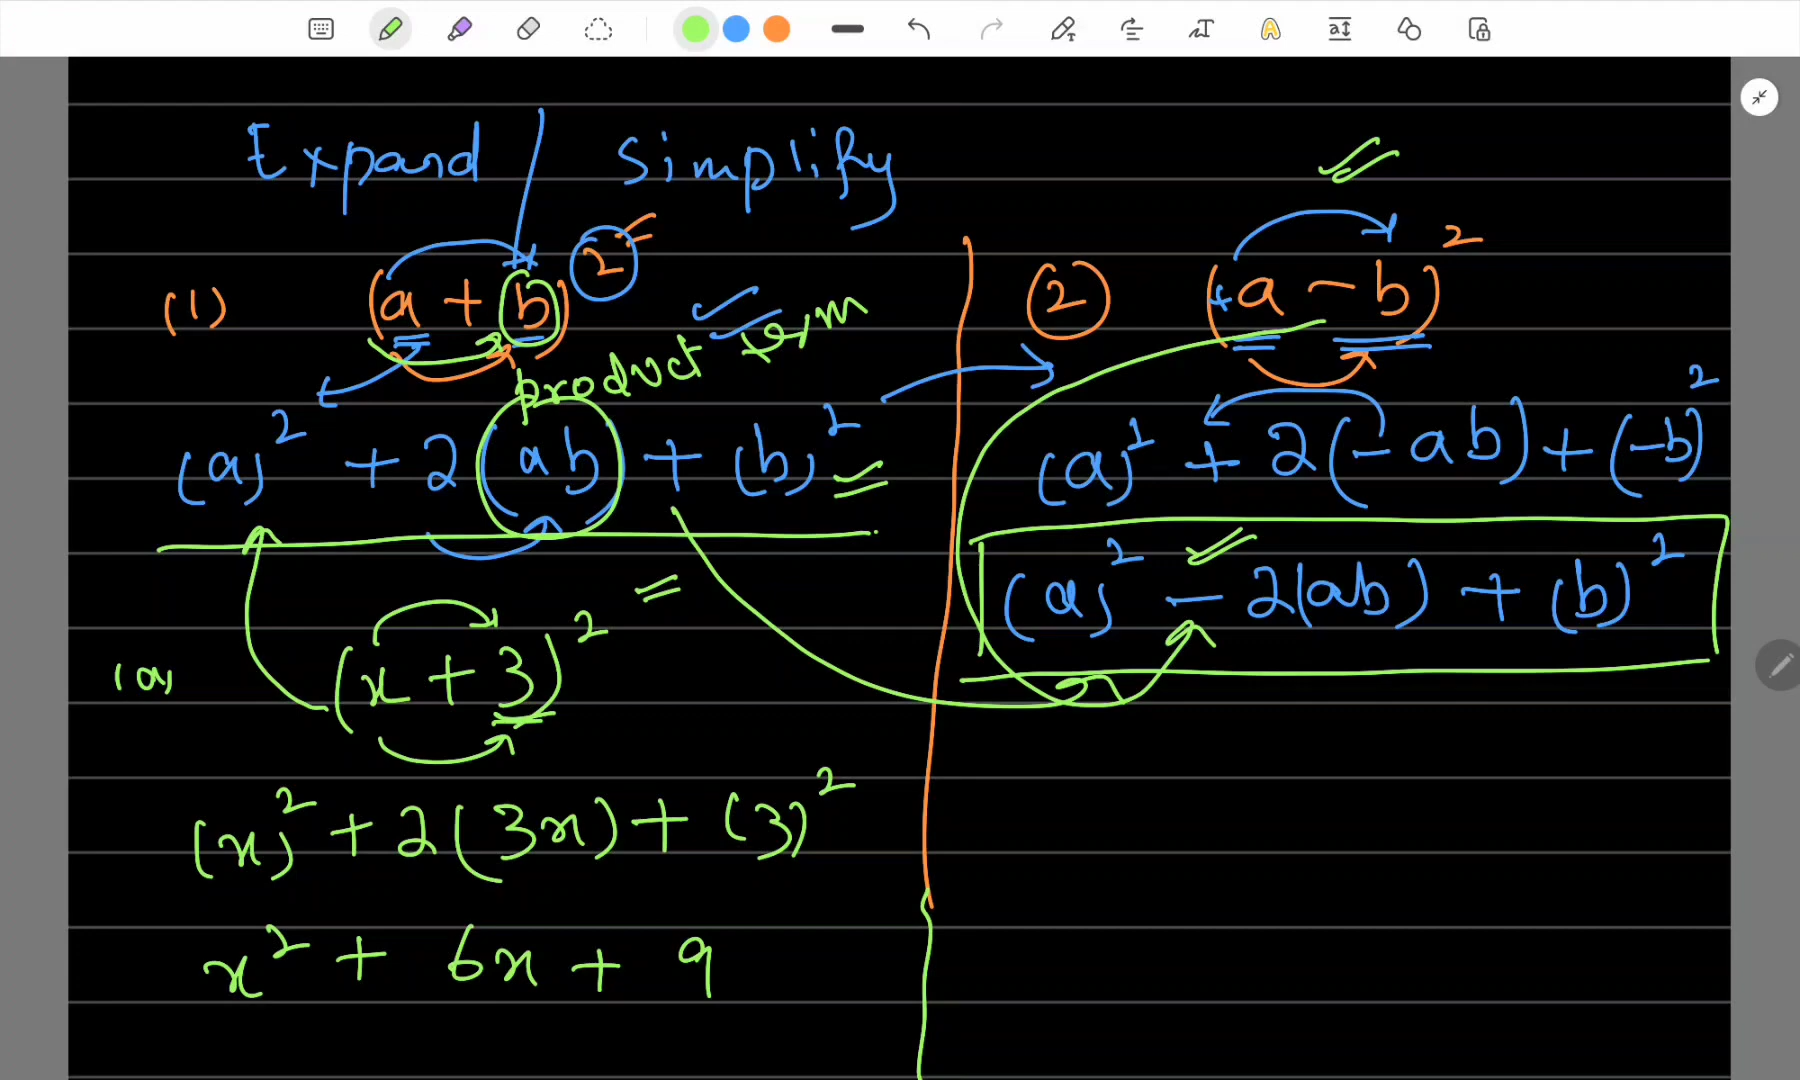 Expand / Simplify
(1) (a + b)²
product term
(a)² + 2(ab) + (b)²
(a) (x + 3)²
(x)² + 2(3x) + (3)²
x² + 6x + 9
② (+a - b)²
(a)² + 2(-ab) + (-b)²
(a)² - 2(ab) + (b)²